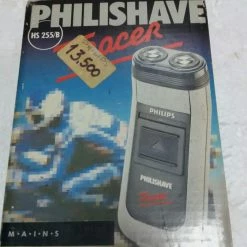 PHILISHAVE
HS 255/B
Racer
13,500
PHILIPS
PHILISHAVE
M·A·I·N·S